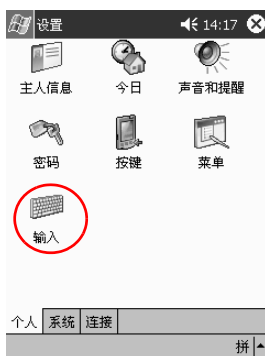 设置 14:17
主人信息 今日 声音和提醒
密码 按键 菜单
输入
个人 系统 连接
拼